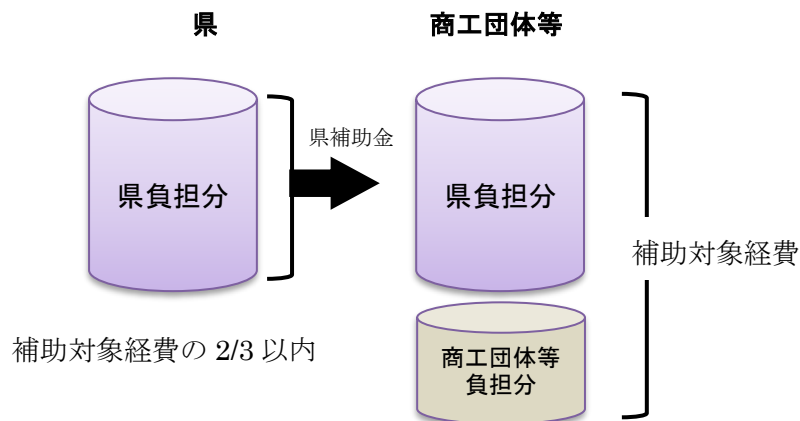 県
商工団体等
県補助金
県負担分
県負担分
補助対象経費
補助対象経費の 2/3 以内
商工団体等
負担分